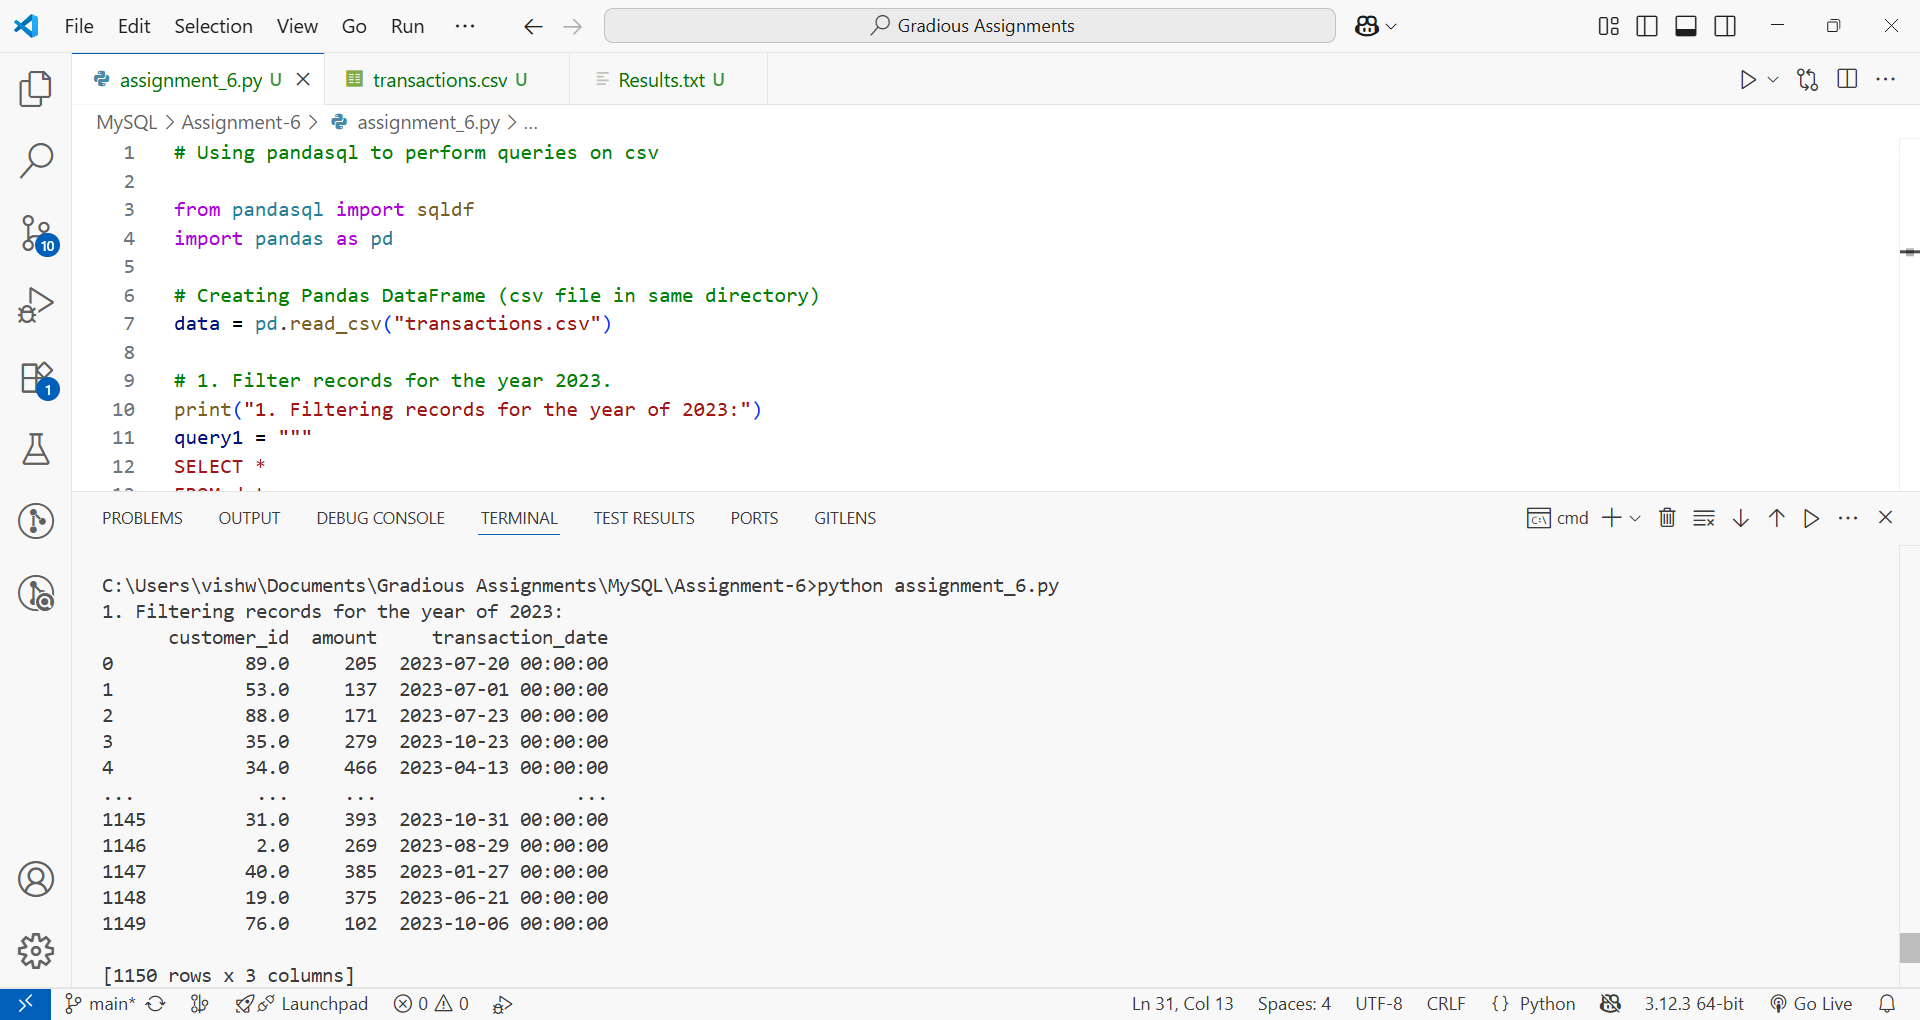 File Edit Selection View Go Run ··· Gradious Assignments
assignment_6.py U transactions.csv U Results.txt U
MySQL > Assignment-6 > assignment_6.py > ...
1 # Using pandasql to perform queries on csv
2
3 from pandasql import sqldf
4 import pandas as pd
5
6 # Creating Pandas DataFrame (csv file in same directory)
7 data = pd.read_csv("transactions.csv")
8
9 # 1. Filter records for the year 2023.
10 print("1. Filtering records for the year of 2023:")
11 query1 = """
12 SELECT *
10
1
PROBLEMS OUTPUT DEBUG CONSOLE TERMINAL TEST RESULTS PORTS GITLENS cmd
C:\Users\vishw\Documents\Gradious Assignments\MySQL\Assignment-6>python assignment_6.py
1. Filtering records for the year of 2023:
customer_id amount transaction_date
0 89.0 205 2023-07-20 00:00:00
1 53.0 137 2023-07-01 00:00:00
2 88.0 171 2023-07-23 00:00:00
3 35.0 279 2023-10-23 00:00:00
4 34.0 466 2023-04-13 00:00:00
... ... ... ...
1145 31.0 393 2023-10-31 00:00:00
1146 2.0 269 2023-08-29 00:00:00
1147 40.0 385 2023-01-27 00:00:00
1148 19.0 375 2023-06-21 00:00:00
1149 76.0 102 2023-10-06 00:00:00
[1150 rows x 3 columns]
main* Launchpad 0 0 Ln 31, Col 13 Spaces: 4 UTF-8 CRLF {} Python 3.12.3 64-bit Go Live